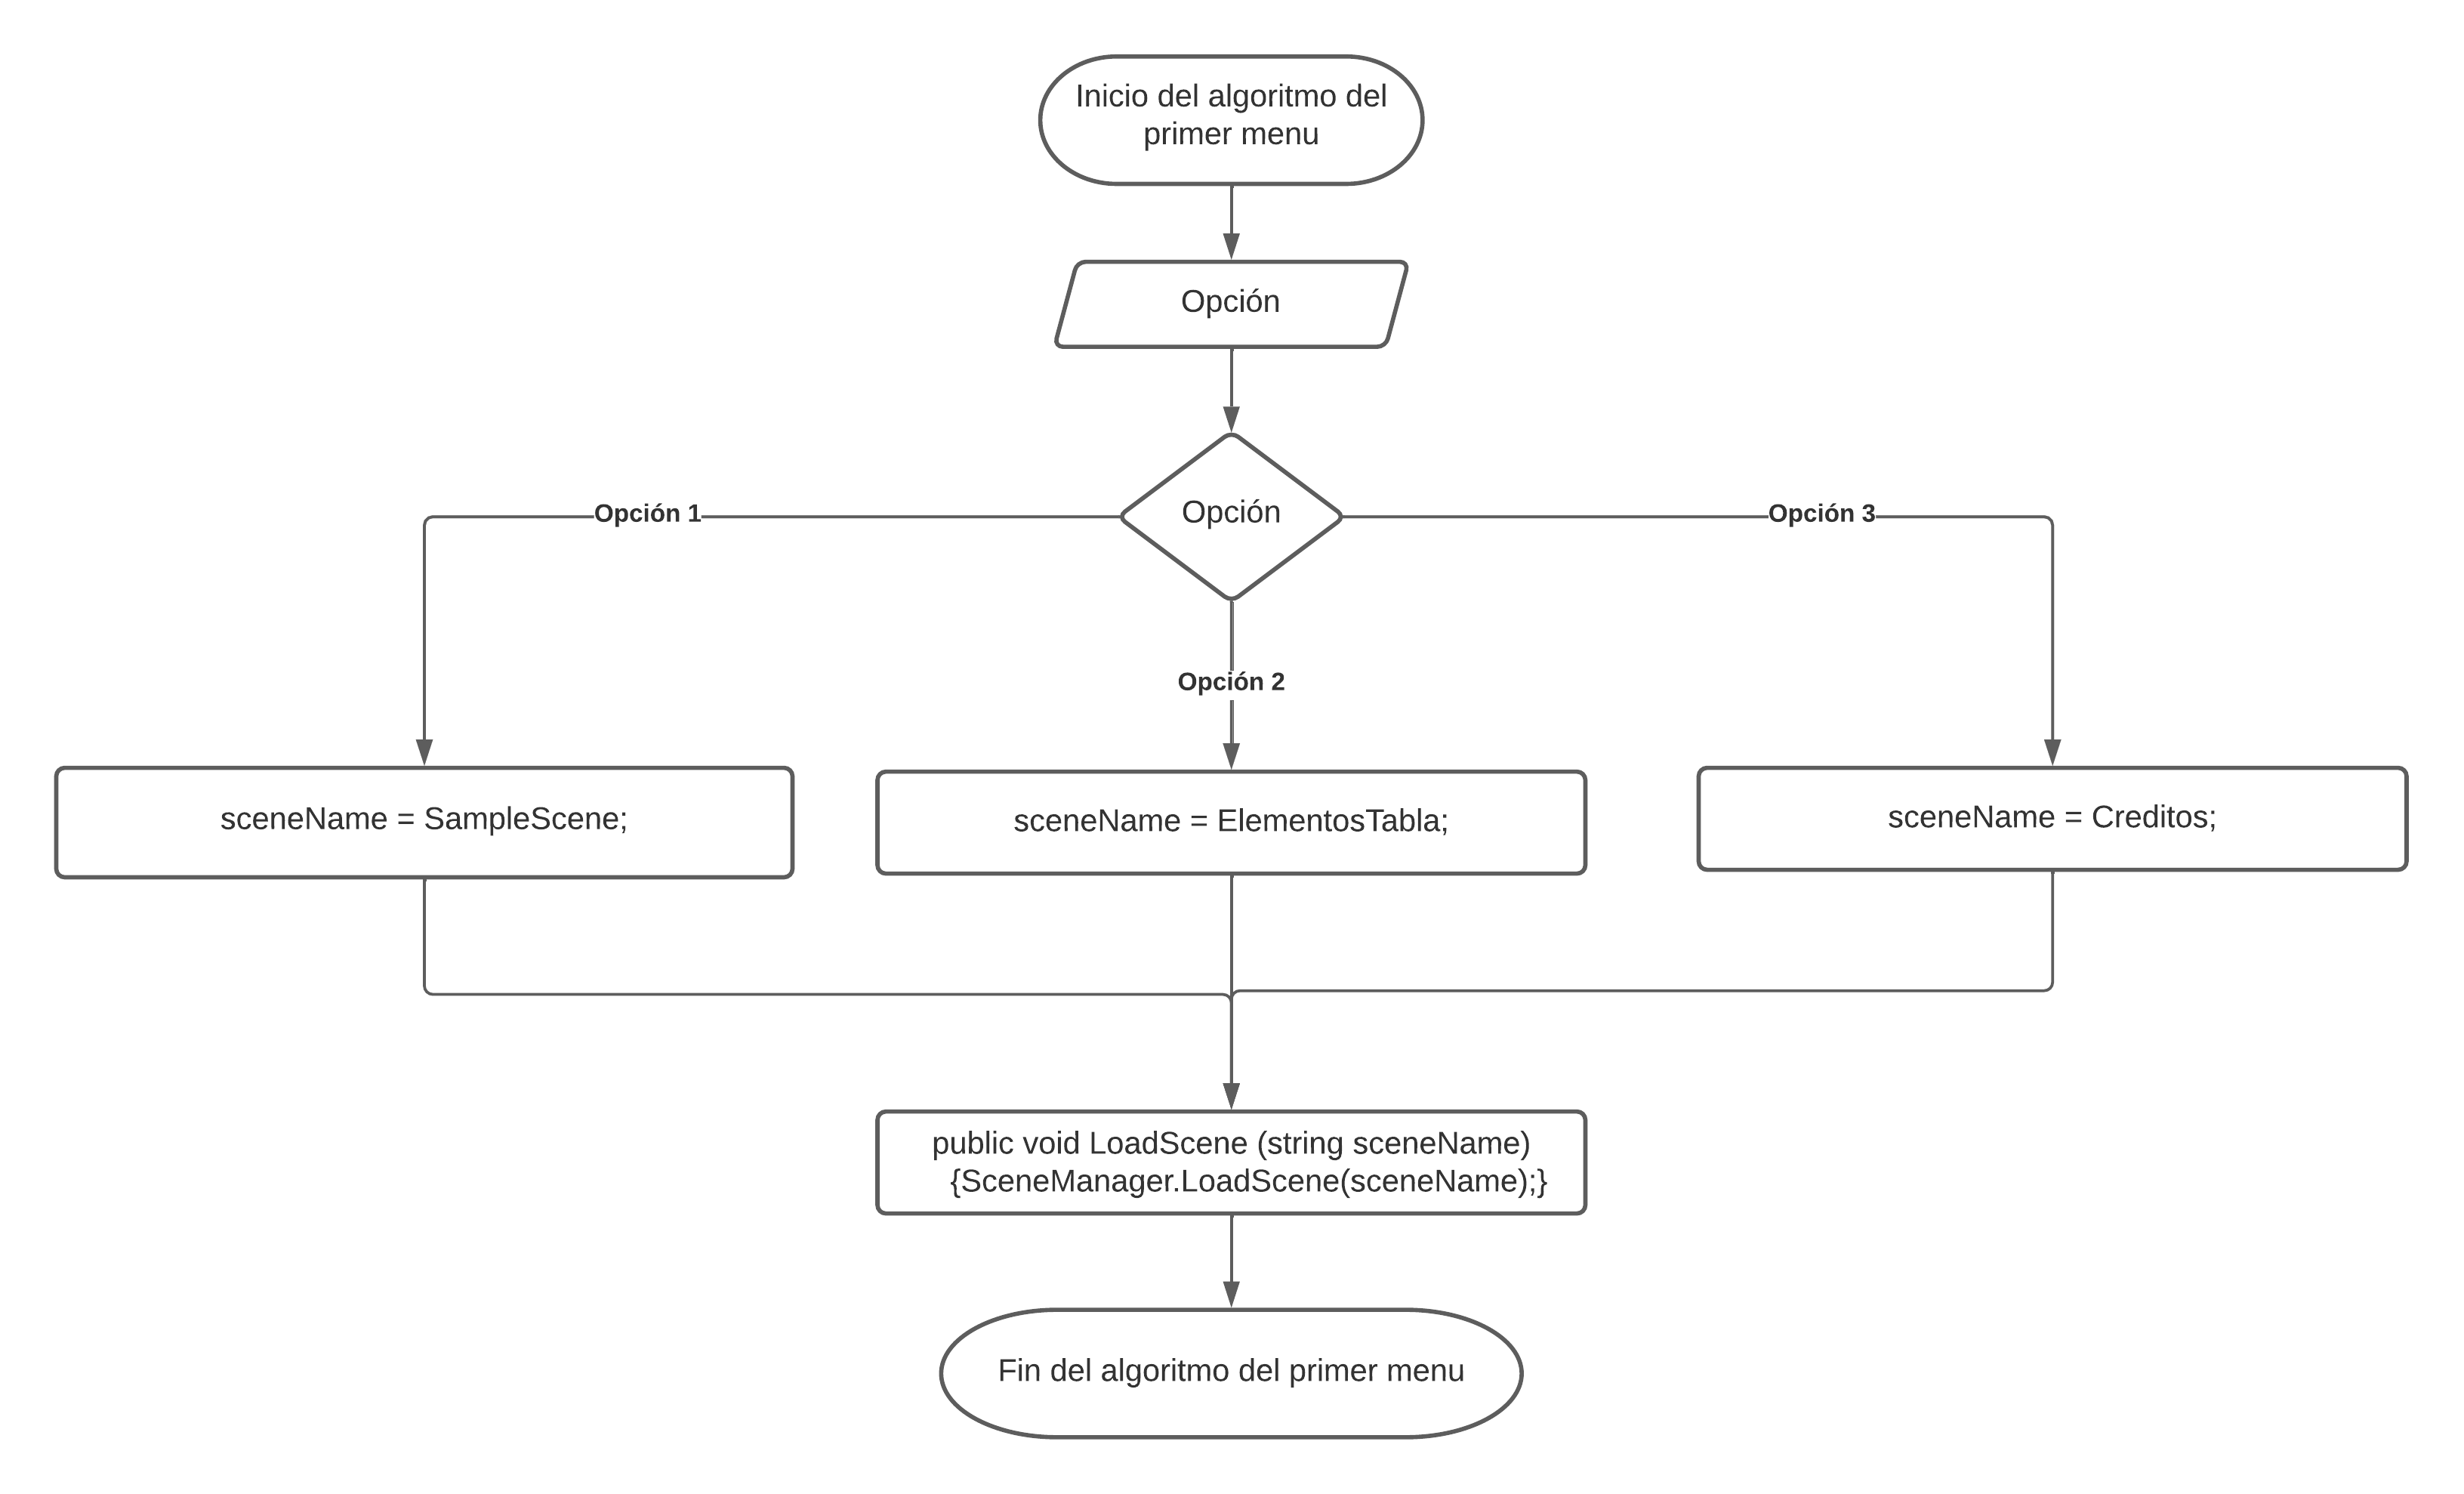 Inicio del algoritmo del
primer menu
Opción
Opción
Opción 1
Opción 3
Opción 2
sceneName = SampleScene;
sceneName = ElementosTabla;
sceneName = Creditos;
public void LoadScene (string sceneName)
{SceneManager.LoadScene(sceneName);}
Fin del algoritmo del primer menu